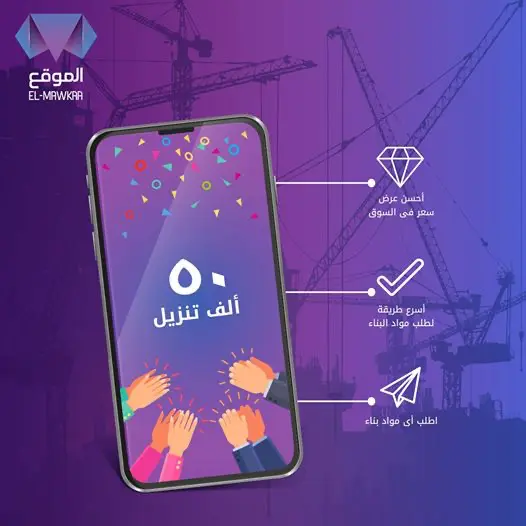 الموقع
EL-MAWKAA
أحسن عرض
سعر فى السوق
٥٠
ألف تنزيل
أسرع طريقة
لطلب مواد البناء
اطلب أى مواد بناء